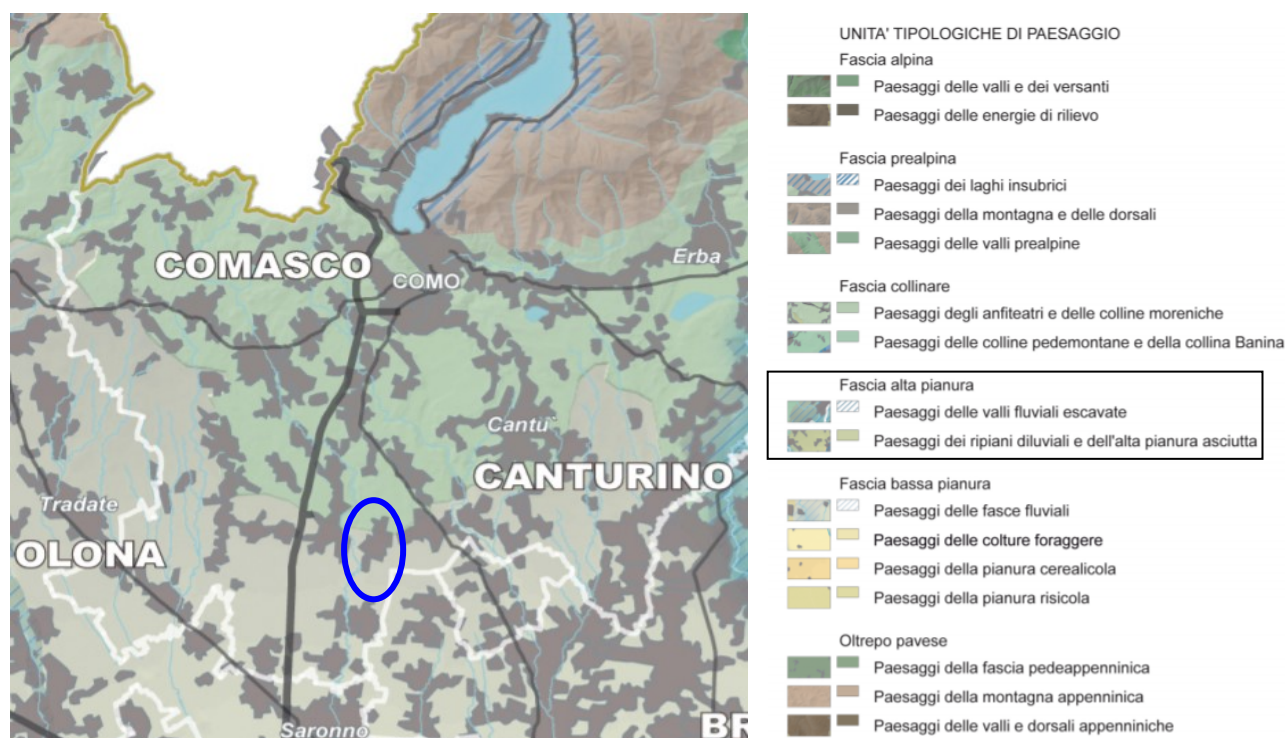 COMASCO
COMO
Erba
Cantu'
CANTURINO
Tradate
OLONA
Saronno
BR
UNITA' TIPOLOGICHE DI PAESAGGIO
Fascia alpina
Paesaggi delle valli e dei versanti
Paesaggi delle energie di rilievo
Fascia prealpina
Paesaggi dei laghi insubrici
Paesaggi della montagna e delle dorsali
Paesaggi delle valli prealpine
Fascia collinare
Paesaggi degli anfiteatri e delle colline moreniche
Paesaggi delle colline pedemontane e della collina Banina
Fascia alta pianura
Paesaggi delle valli fluviali escavate
Paesaggi dei ripiani diluviali e dell'alta pianura asciutta
Fascia bassa pianura
Paesaggi delle fasce fluviali
Paesaggi delle colture foraggere
Paesaggi della pianura cerealicola
Paesaggi della pianura risicola
Oltrepo pavese
Paesaggi della fascia pedeappenninica
Paesaggi della montagna appenninica
Paesaggi delle valli e dorsali appenniniche